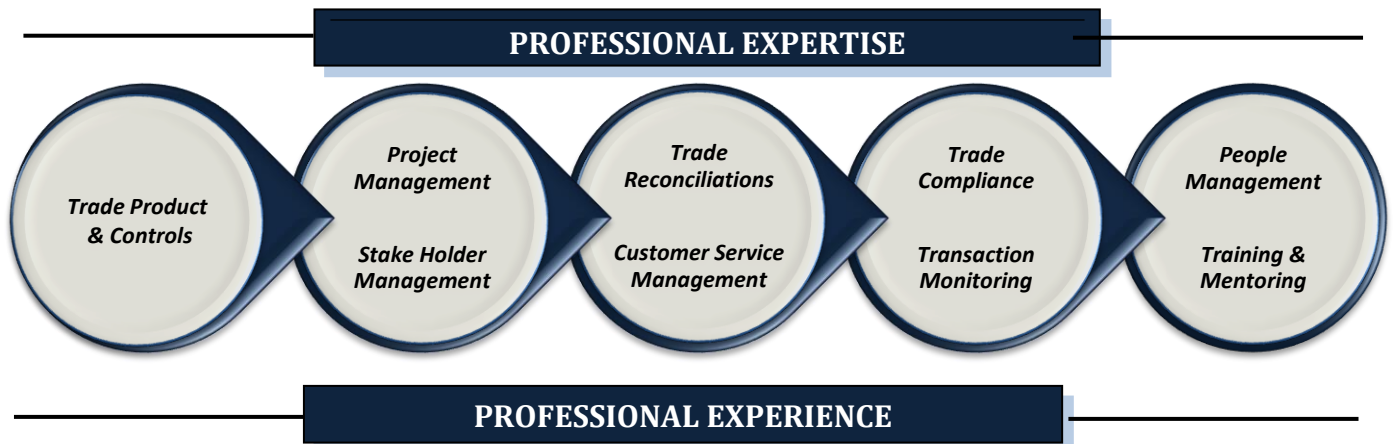 PROFESSIONAL EXPERTISE
Trade Product
& Controls
Project
Management
Stake Holder
Management
Trade
Reconciliations
Customer Service
Management
Trade
Compliance
Transaction
Monitoring
People
Management
Training &
Mentoring
PROFESSIONAL EXPERIENCE